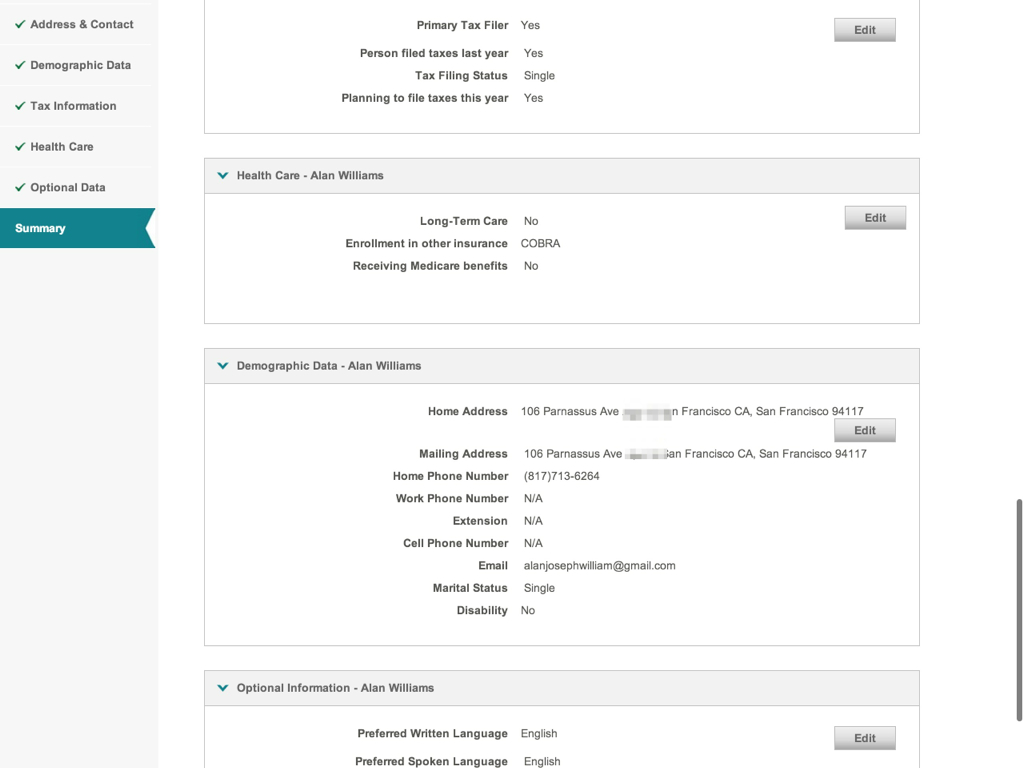 Address & Contact
Demographic Data
Tax Information
Health Care
Optional Data
Summary
Primary Tax Filer Yes
Edit
Person filed taxes last year Yes
Tax Filing Status Single
Planning to file taxes this year Yes
Health Care - Alan Williams
Long-Term Care No
Edit
Enrollment in other insurance COBRA
Receiving Medicare benefits No
Demographic Data - Alan Williams
Home Address 106 Parnassus Ave n Francisco CA, San Francisco 94117
Edit
Mailing Address 106 Parnassus Ave San Francisco CA, San Francisco 94117
Home Phone Number (817)713-6264
Work Phone Number N/A
Extension N/A
Cell Phone Number N/A
Email alanjosephwilliam@gmail.com
Marital Status Single
Disability No
Optional Information - Alan Williams
Preferred Written Language English
Edit
Preferred Spoken Language English